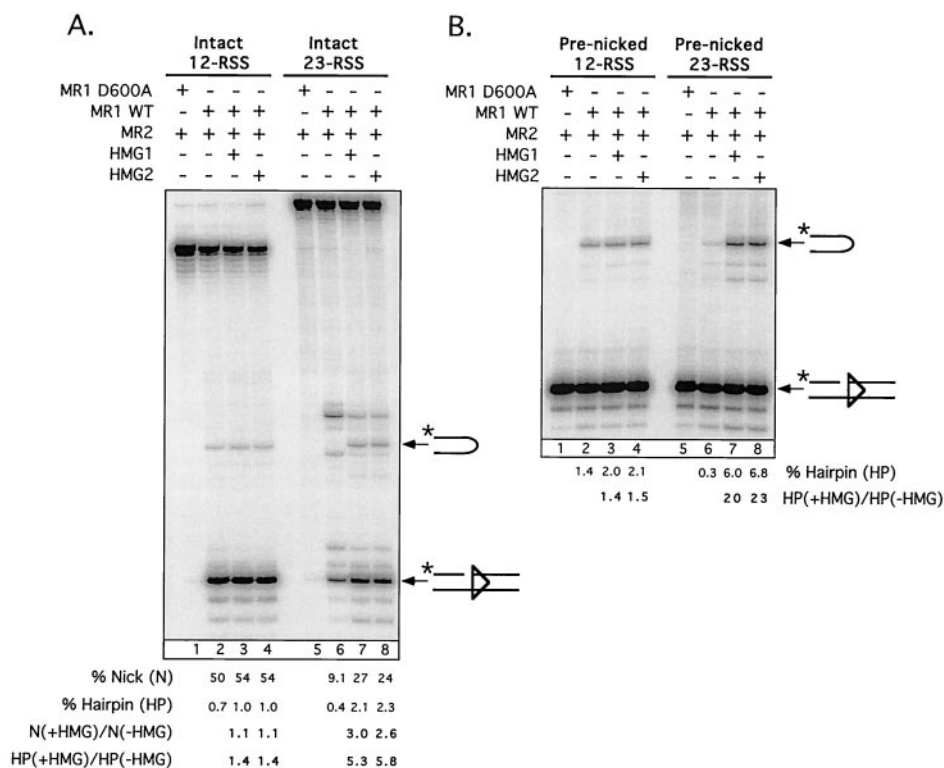 A.
Intact 12-RSS
Intact 23-RSS
MR1 D600A + - - - + - - -
MR1 WT - + + + - + + +
MR2 + + + + + + + +
HMG1 - - + - - - + -
HMG2 - - - + - - - +
*
*
1 2 3 4 5 6 7 8
% Nick (N) 50 54 54 9.1 27 24
% Hairpin (HP) 0.7 1.0 1.0 0.4 2.1 2.3
N(+HMG)/N(-HMG) 1.1 1.1 3.0 2.6
HP(+HMG)/HP(-HMG) 1.4 1.4 5.3 5.8
B.
Pre-nicked 12-RSS
Pre-nicked 23-RSS
MR1 D600A + - - - + - - -
MR1 WT - + + + - + + +
MR2 + + + + + + + +
HMG1 - - + - - - + -
HMG2 - - - + - - - +
*
*
1 2 3 4 5 6 7 8
1.4 2.0 2.1 0.3 6.0 6.8 % Hairpin (HP)
1.4 1.5 20 23 HP(+HMG)/HP(-HMG)